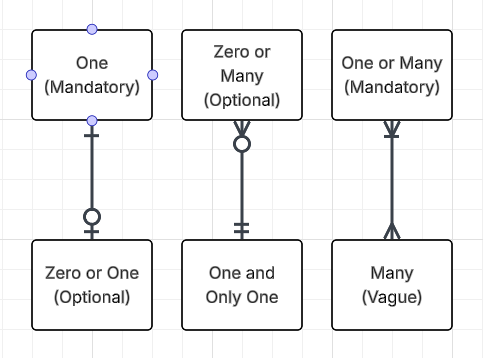 One
(Mandatory)
Zero or
Many
(Optional)
One or Many
(Mandatory)
Zero or One
(Optional)
One and
Only One
Many
(Vague)